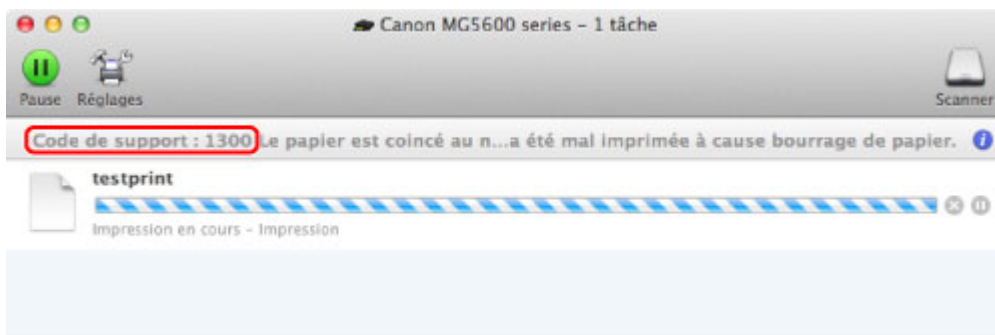 Canon MG5600 series – 1 tâche
Pause Réglages Scanner
Code de support : 1300 Le papier est coincé au n...a été mal imprimée à cause bourrage de papier.
testprint
Impression en cours – Impression